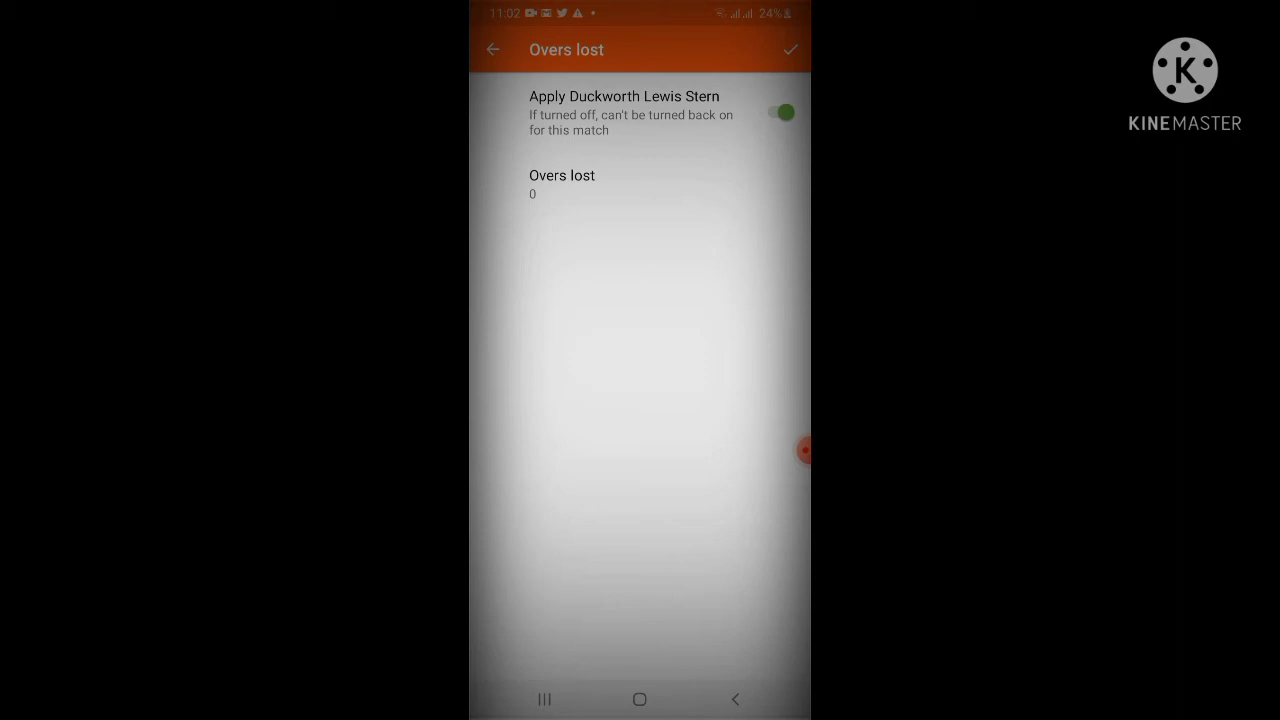 11:02
24%
Overs lost
Apply Duckworth Lewis Stern
If turned off, can't be turned back on
for this match
Overs lost
0
K
KINEMASTER